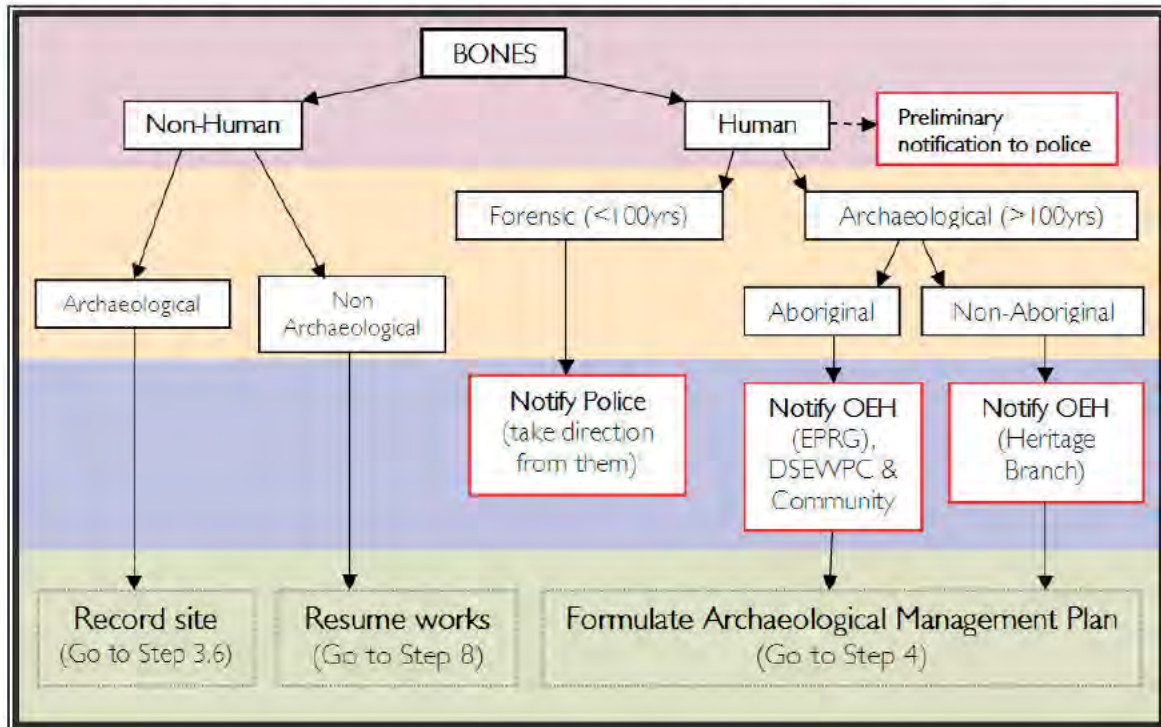 BONES
Non-Human
Human
Preliminary
notification to police
Forensic (<100yrs)
Archaeological (>100yrs)
Archaeological
Non
Archaeological
Aboriginal
Non-Aboriginal
Notify Police
(take direction
from them)
Notify OEH
(EPRG),
DSEWPC &
Community
Notify OEH
(Heritage
Branch)
Record site
(Go to Step 3.6)
Resume works
(Go to Step 8)
Formulate Archaeological Management Plan
(Go to Step 4)